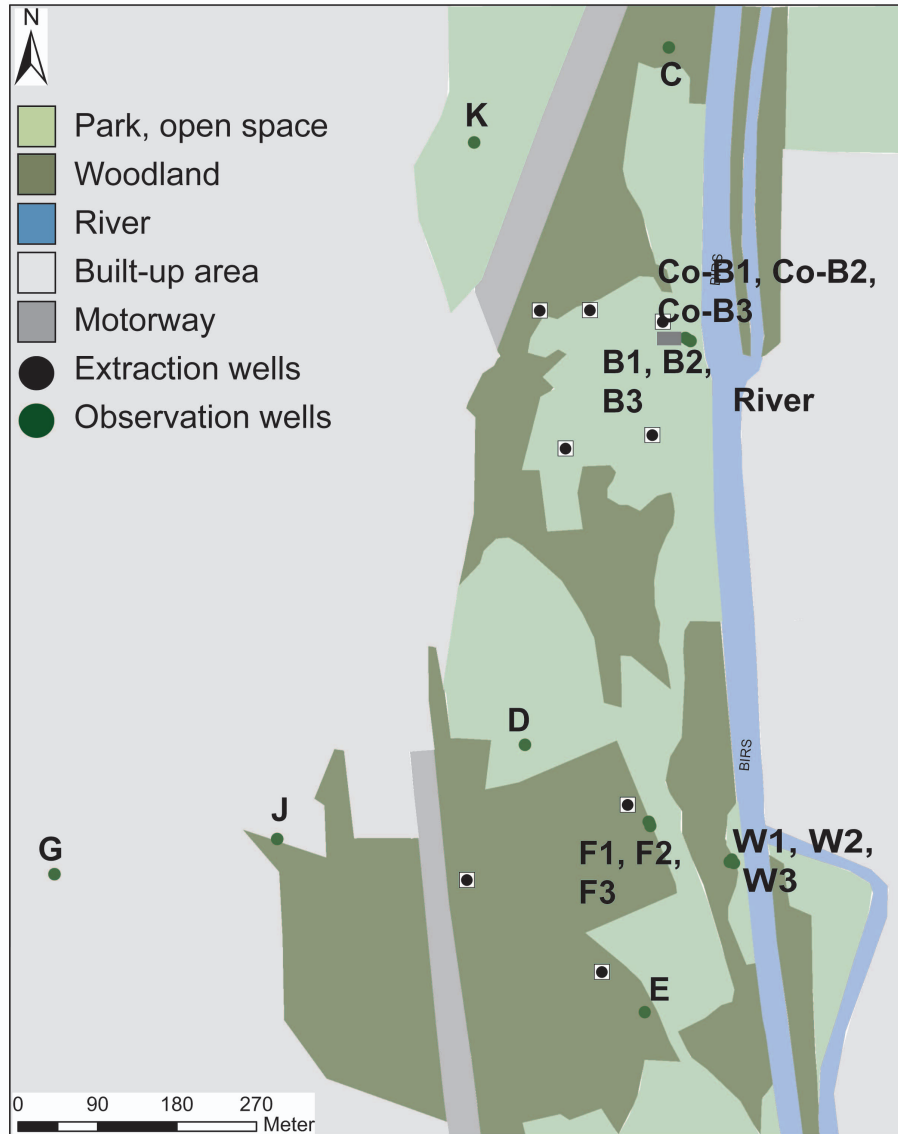 N
Park, open space
Woodland
River
Built-up area
Motorway
Extraction wells
Observation wells
C
K
BIRS
Co-B1, Co-B2,
Co-B3
B1, B2,
B3
River
D
BIRS
J
G
F1, F2,
F3
W1, W2,
W3
E
0 90 180 270
Meter